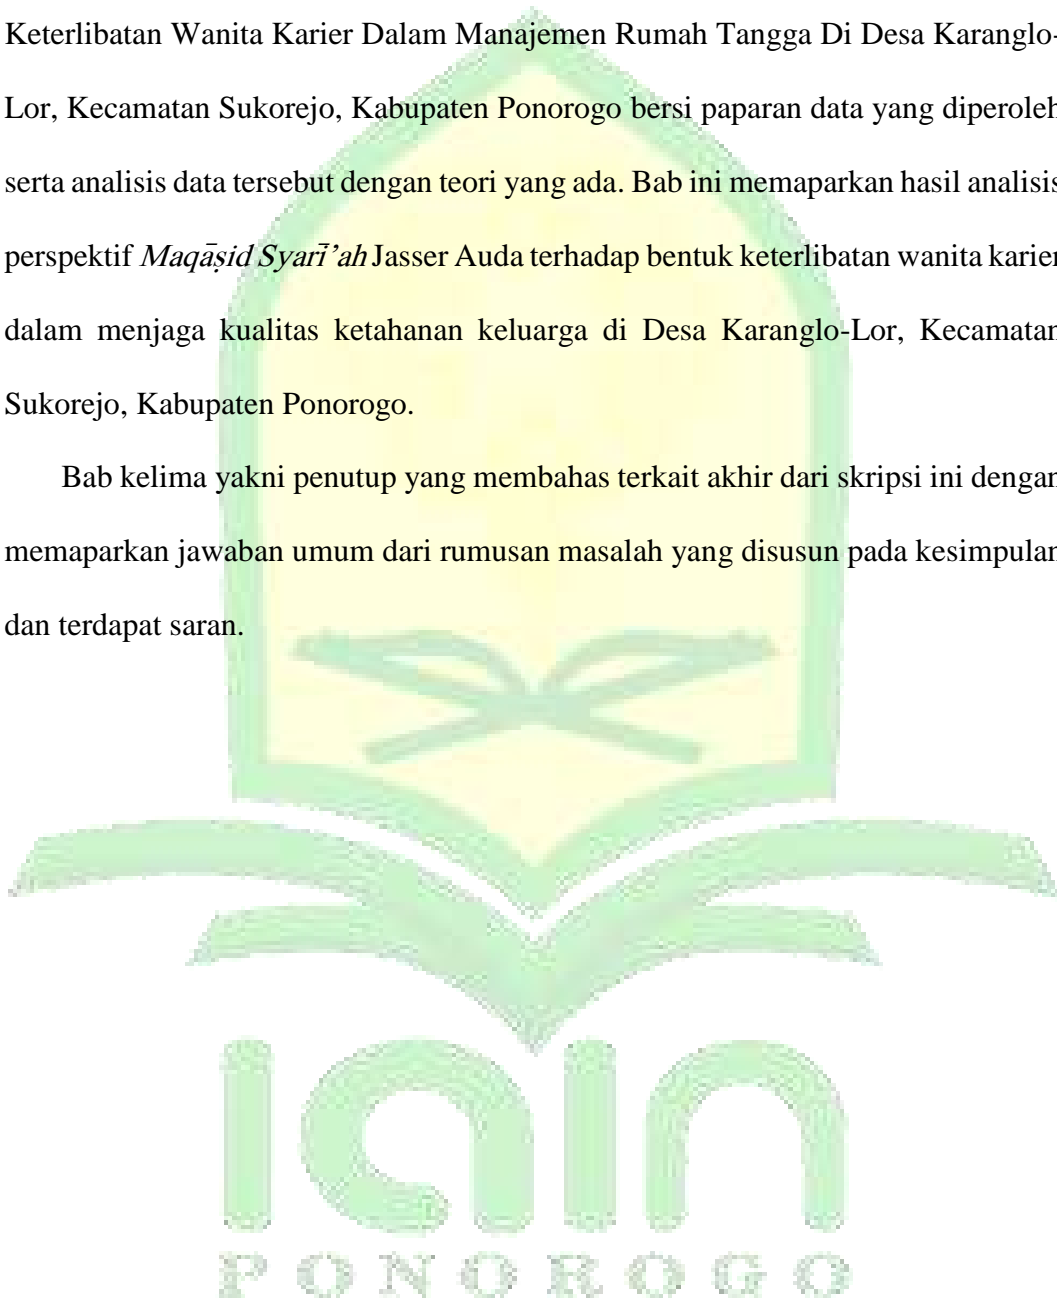 Keterlibatan Wanita Karier Dalam Manajemen Rumah Tangga Di Desa Karanglo-
Lor, Kecamatan Sukorejo, Kabupaten Ponorogo bersi paparan data yang diperoleh
serta analisis data tersebut dengan teori yang ada. Bab ini memaparkan hasil analisis
perspektif Maqāṣid Syarī’ah Jasser Auda terhadap bentuk keterlibatan wanita karier
dalam menjaga kualitas ketahanan keluarga di Desa Karanglo-Lor, Kecamatan
Sukorejo, Kabupaten Ponorogo.
Bab kelima yakni penutup yang membahas terkait akhir dari skripsi ini dengan
memaparkan jawaban umum dari rumusan masalah yang disusun pada kesimpulan
dan terdapat saran.
iain
PONOROGO